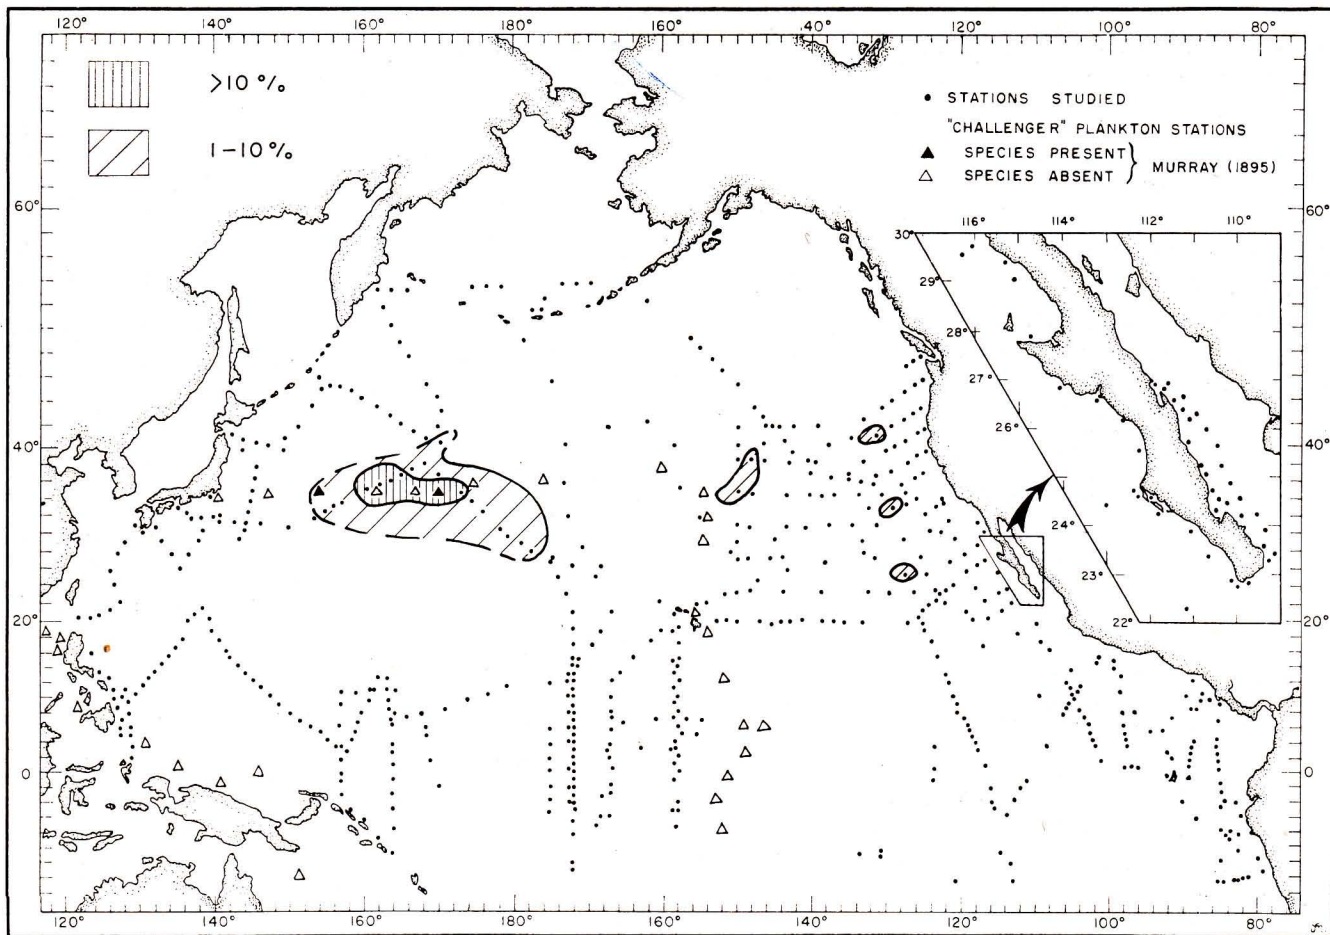 120° 140° 160° 180° 160° 140° 120° 100° 80°
>10%
1-10%
• STATIONS STUDIED
"CHALLENGER" PLANKTON STATIONS
▲ SPECIES PRESENT
△ SPECIES ABSENT
} MURRAY (1895)
60° 60°
116° 114° 112° 110°
30°
29°
28°
27°
26°
24°
23°
22°
40° 40°
20° 20°
0 0
120° 140° 160° 180° 160° 140° 120° 100° 80°